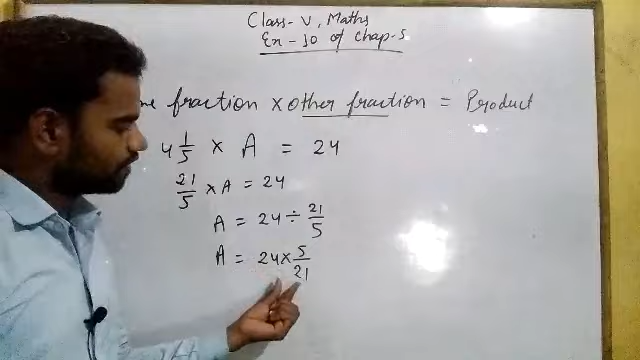 Class-V, Maths
Ex-10 of Chap-5
fraction × other fraction = Product
4 1/5 × A = 24
21/5 × A = 24
A = 24 ÷ 21/5
A = 24 × 5/21